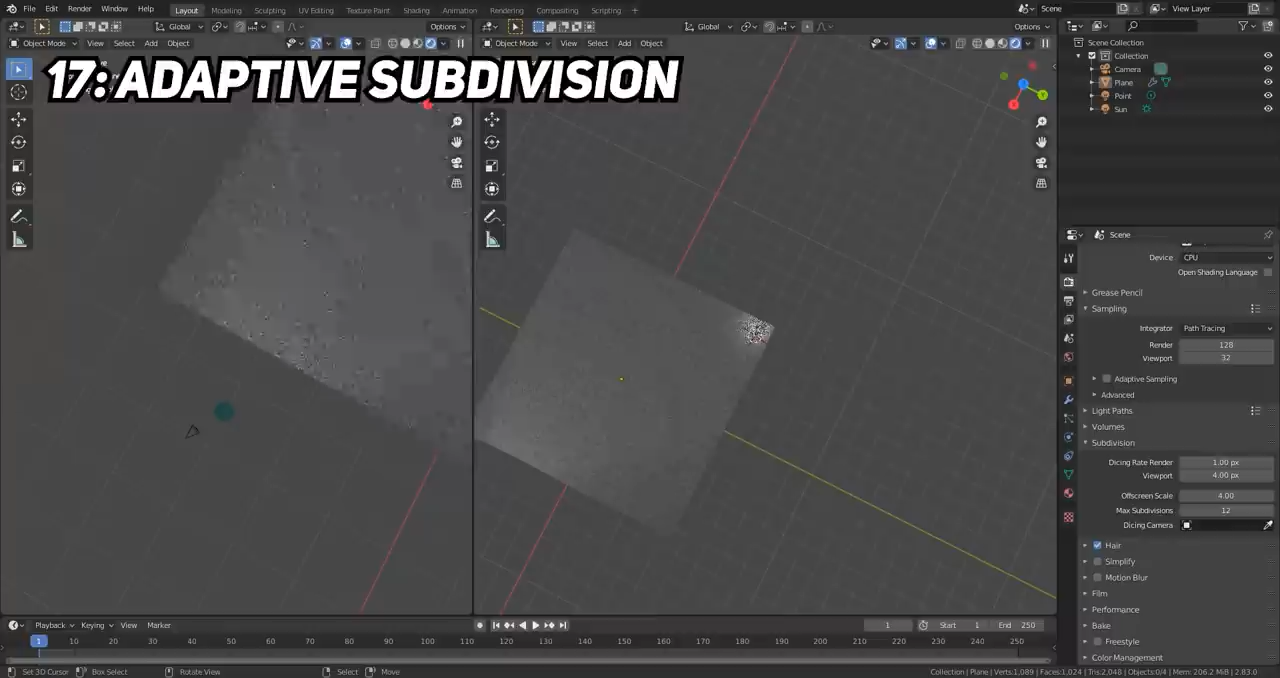 File Edit Render Window Help Layout Modeling Sculpting UV Editing Texture Paint Shading Animation Rendering Compositing Scripting + Scene View Layer
Global Options Global Options
Object Mode View Select Add Object Object Mode View Select Add Object Scene Collection
17: ADAPTIVE SUBDIVISION
Collection
Camera
Plane
Point
Sun
Scene
Device CPU
Open Shading Language
Grease Pencil
Sampling
Integrator Path Tracing
Render 128
Viewport 32
Adaptive Sampling
Advanced
Light Paths
Volumes
Subdivision
Dicing Rate Render 1.00 px
Viewport 4.00 px
Offscreen Scale 4.00
Max Subdivisions 12
Dicing Camera
Hair
Simplify
Motion Blur
Film
Performance
Bake
Freestyle
Color Management
Playback Keying View Marker 1 Start 1 End 250
1 10 20 30 40 50 60 70 80 90 100 110 120 130 140 150 160 170 180 190 200 210 220 230 240 250
Set 3D Cursor Box Select Rotate View Select Move Collection | Plane | Verts:1,089 | Faces:1,024 | Tris:2,048 | Objects:0/4 | Mem: 206.2 MiB | 2.83.0